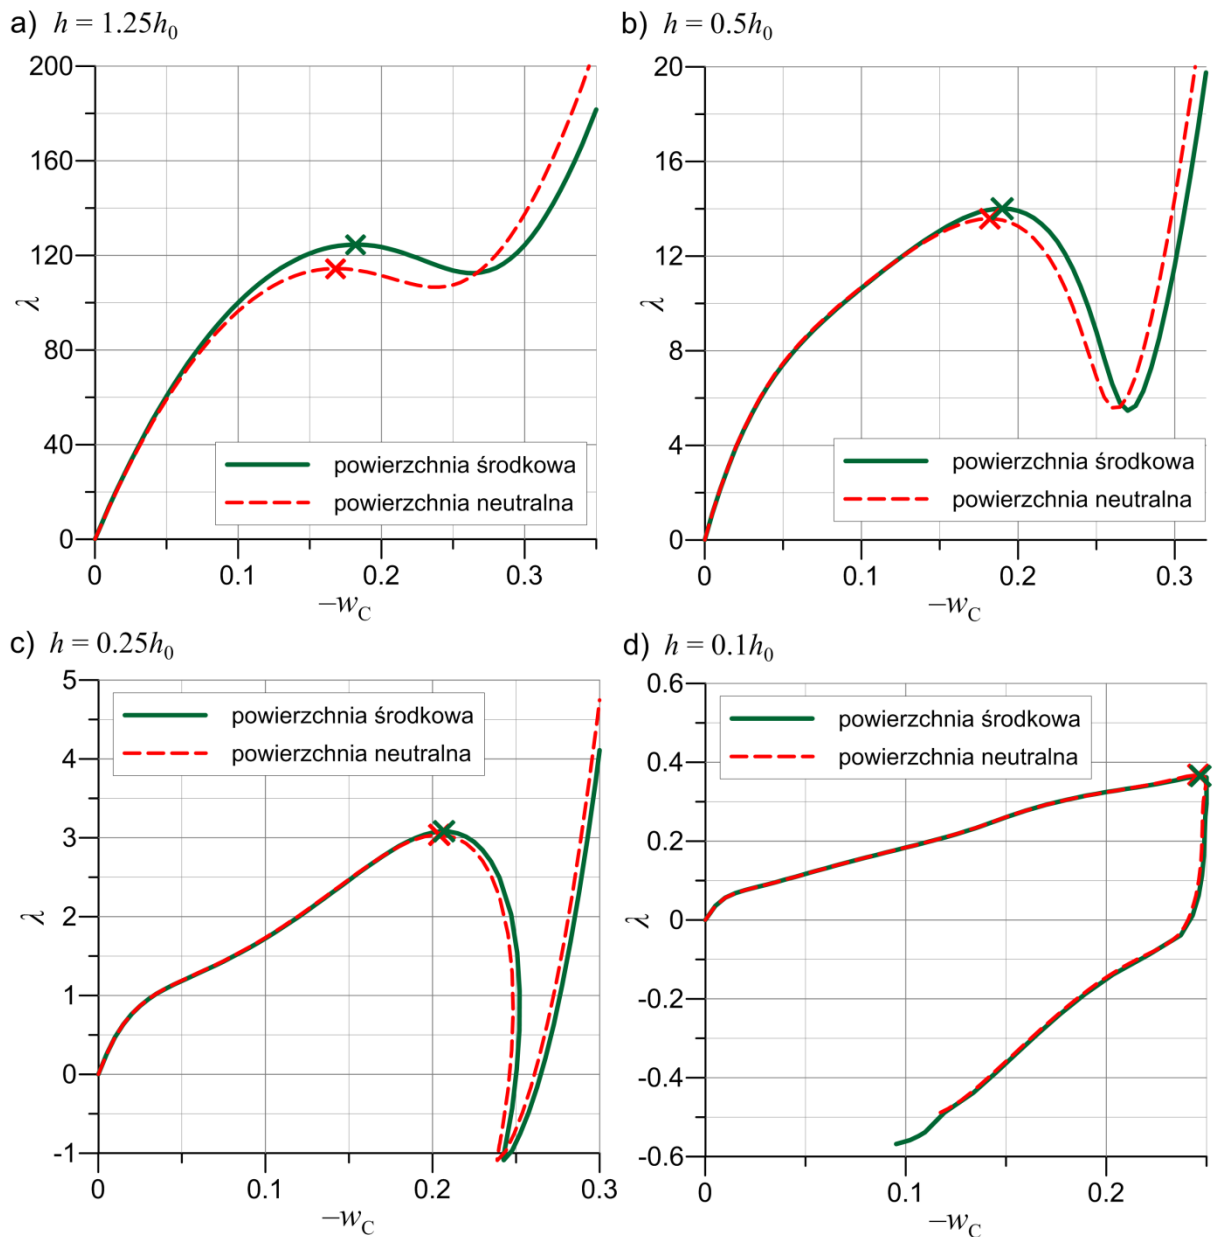 a) h = 1.25h₀
200
160
120
80
40
0
λ
0 0.1 0.2 0.3
−w_C
powierzchnia środkowa
powierzchnia neutralna
b) h = 0.5h₀
20
16
12
8
4
0
λ
0 0.1 0.2 0.3
−w_C
powierzchnia środkowa
powierzchnia neutralna
c) h = 0.25h₀
5
4
3
2
1
0
-1
λ
0 0.1 0.2 0.3
−w_C
powierzchnia środkowa
powierzchnia neutralna
d) h = 0.1h₀
0.6
0.4
0.2
0
-0.2
-0.4
-0.6
λ
0 0.1 0.2
−w_C
powierzchnia środkowa
powierzchnia neutralna